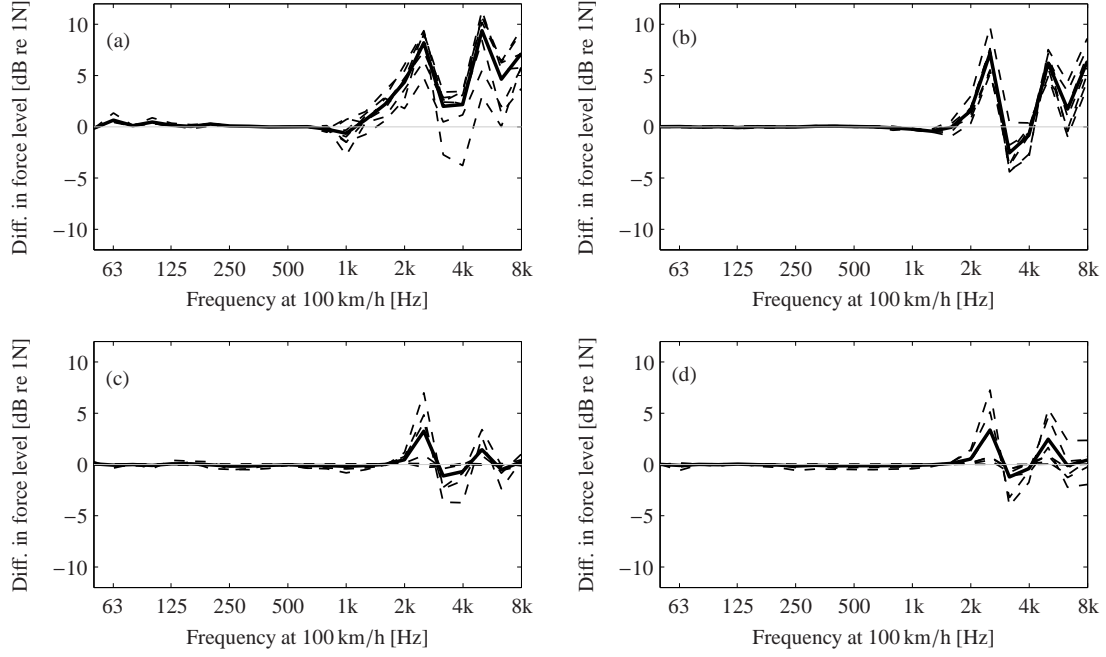 (a)
10
5
0
−5
−10
Diff. in force level [dB re 1N]
63 125 250 500 1k 2k 4k 8k
Frequency at 100 km/h [Hz]
(b)
10
5
0
−5
−10
Diff. in force level [dB re 1N]
63 125 250 500 1k 2k 4k 8k
Frequency at 100 km/h [Hz]
(c)
10
5
0
−5
−10
Diff. in force level [dB re 1N]
63 125 250 500 1k 2k 4k 8k
Frequency at 100 km/h [Hz]
(d)
10
5
0
−5
−10
Diff. in force level [dB re 1N]
63 125 250 500 1k 2k 4k 8k
Frequency at 100 km/h [Hz]